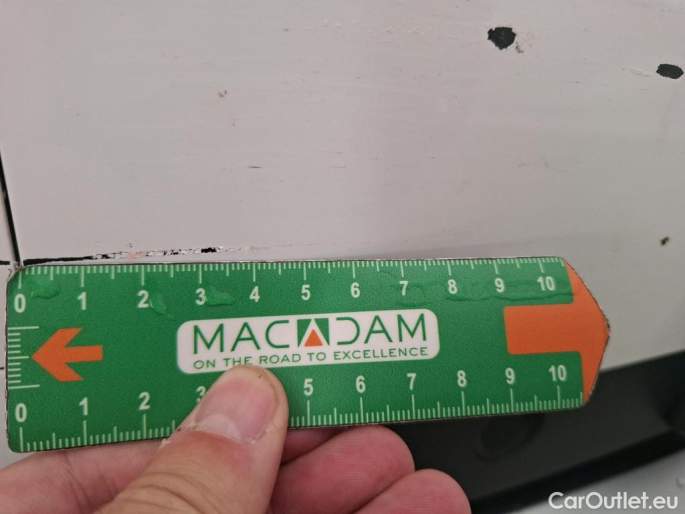 0 1 2 3 4 5 6 7 8 9 10
MACADAM
ON THE ROAD TO EXCELLENCE
0 1 2 3 5 6 7 8 9 10
CarOutlet.eu